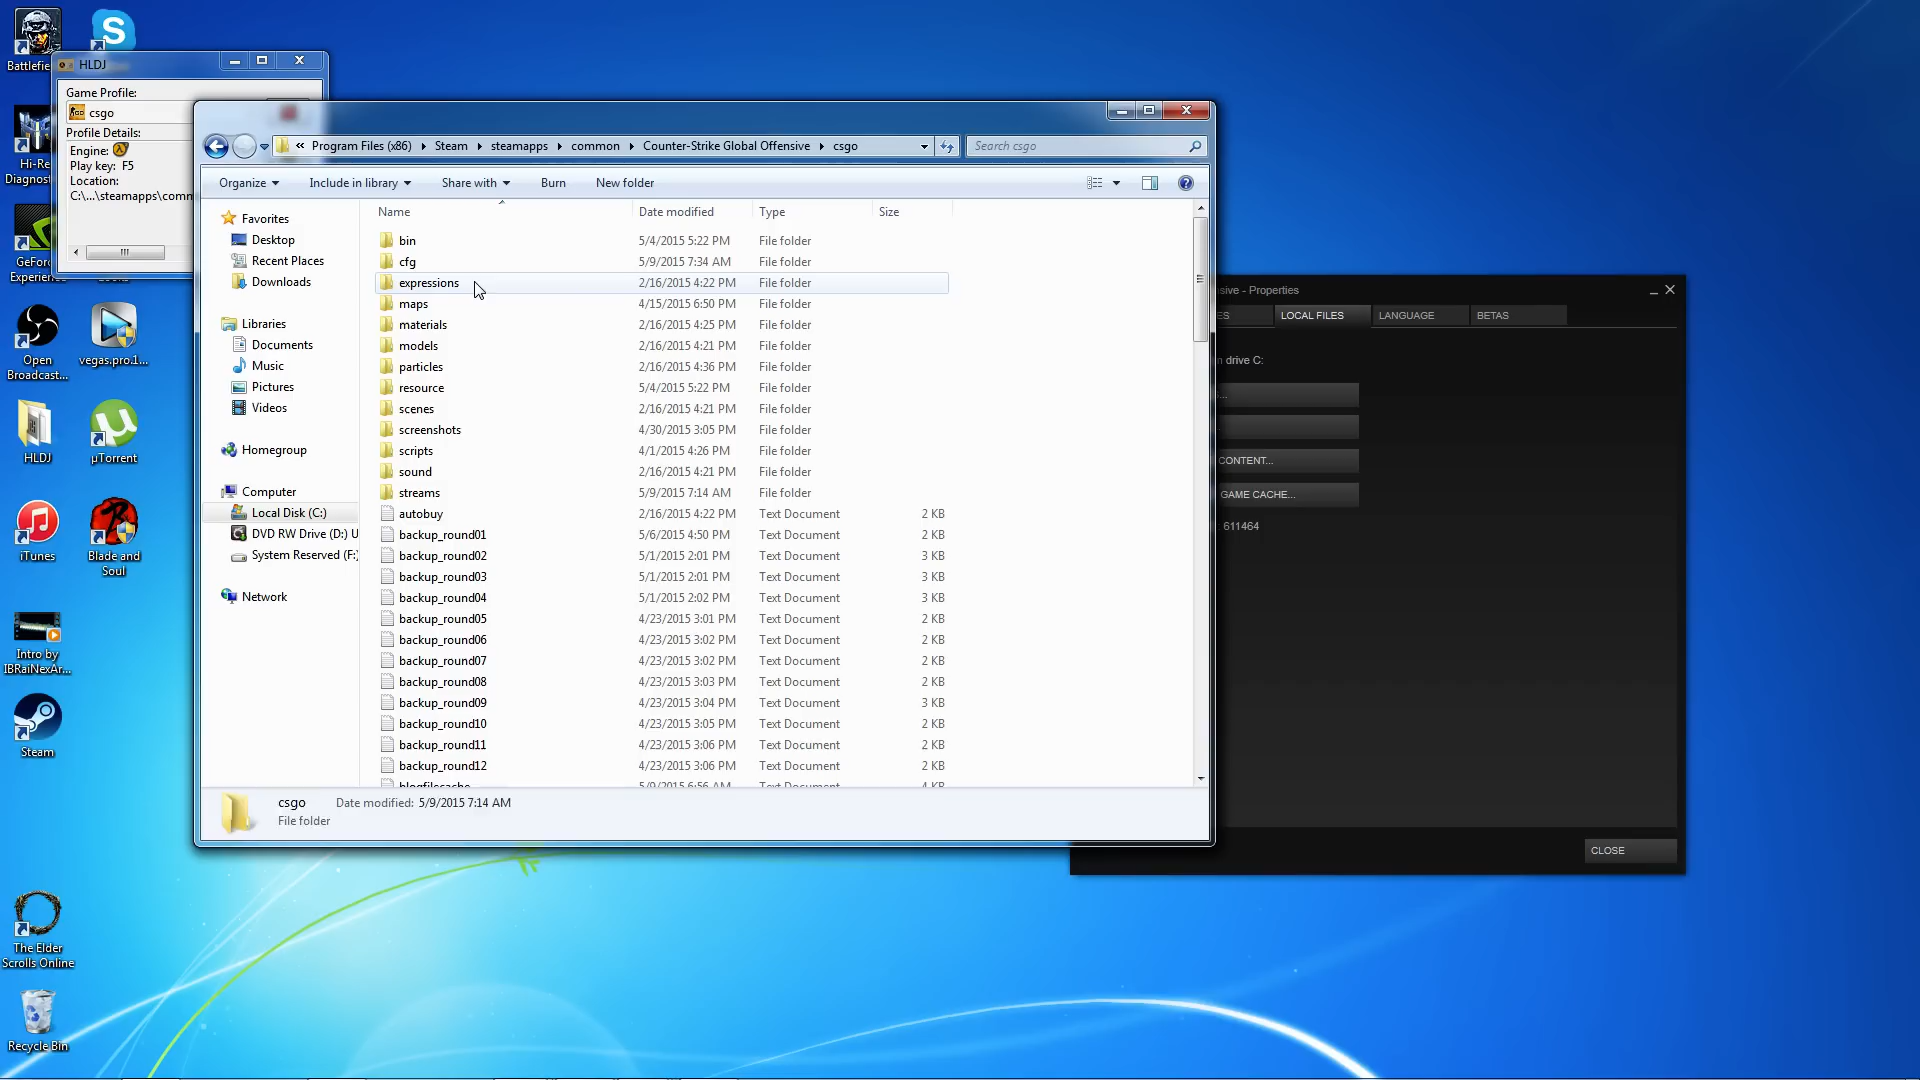 Battlefie
HLDJ
Game Profile:
csgo
Profile Details:
Engine:
Play key: F5
Location:
C:\...\steamapps\comm
Hi-Re
Diagnost
GeForc
Experienc
Open
Broadcast...
vegas.pro.1...
HLDJ
µTorrent
iTunes
Blade and
Soul
Intro by
IBRaiNexAr...
Steam
The Elder
Scrolls Online
Recycle Bin
« Program Files (x86) Steam steamapps common Counter-Strike Global Offensive csgo
Search csgo
Organize Include in library Share with Burn New folder
Favorites
Desktop
Recent Places
Downloads
Libraries
Documents
Music
Pictures
Videos
Homegroup
Computer
Local Disk (C:)
DVD RW Drive (D:) U
System Reserved (F:)
Network
Name Date modified Type Size
bin 5/4/2015 5:22 PM File folder
cfg 5/9/2015 7:34 AM File folder
expressions 2/16/2015 4:22 PM File folder
maps 4/15/2015 6:50 PM File folder
materials 2/16/2015 4:25 PM File folder
models 2/16/2015 4:21 PM File folder
particles 2/16/2015 4:36 PM File folder
resource 5/4/2015 5:22 PM File folder
scenes 2/16/2015 4:21 PM File folder
screenshots 4/30/2015 3:05 PM File folder
scripts 4/1/2015 4:26 PM File folder
sound 2/16/2015 4:21 PM File folder
streams 5/9/2015 7:14 AM File folder
autobuy 2/16/2015 4:22 PM Text Document 2 KB
backup_round01 5/6/2015 4:50 PM Text Document 2 KB
backup_round02 5/1/2015 2:01 PM Text Document 3 KB
backup_round03 5/1/2015 2:01 PM Text Document 3 KB
backup_round04 5/1/2015 2:02 PM Text Document 3 KB
backup_round05 4/23/2015 3:01 PM Text Document 2 KB
backup_round06 4/23/2015 3:02 PM Text Document 2 KB
backup_round07 4/23/2015 3:02 PM Text Document 2 KB
backup_round08 4/23/2015 3:03 PM Text Document 2 KB
backup_round09 4/23/2015 3:04 PM Text Document 3 KB
backup_round10 4/23/2015 3:05 PM Text Document 2 KB
backup_round11 4/23/2015 3:06 PM Text Document 2 KB
backup_round12 4/23/2015 3:06 PM Text Document 2 KB
blogfilecache 5/9/2015 6:56 AM 4 KB
csgo Date modified: 5/9/2015 7:14 AM
File folder
sive - Properties
ES LOCAL FILES LANGUAGE BETAS
n drive C:
CONTENT...
GAME CACHE...
: 611464
CLOSE